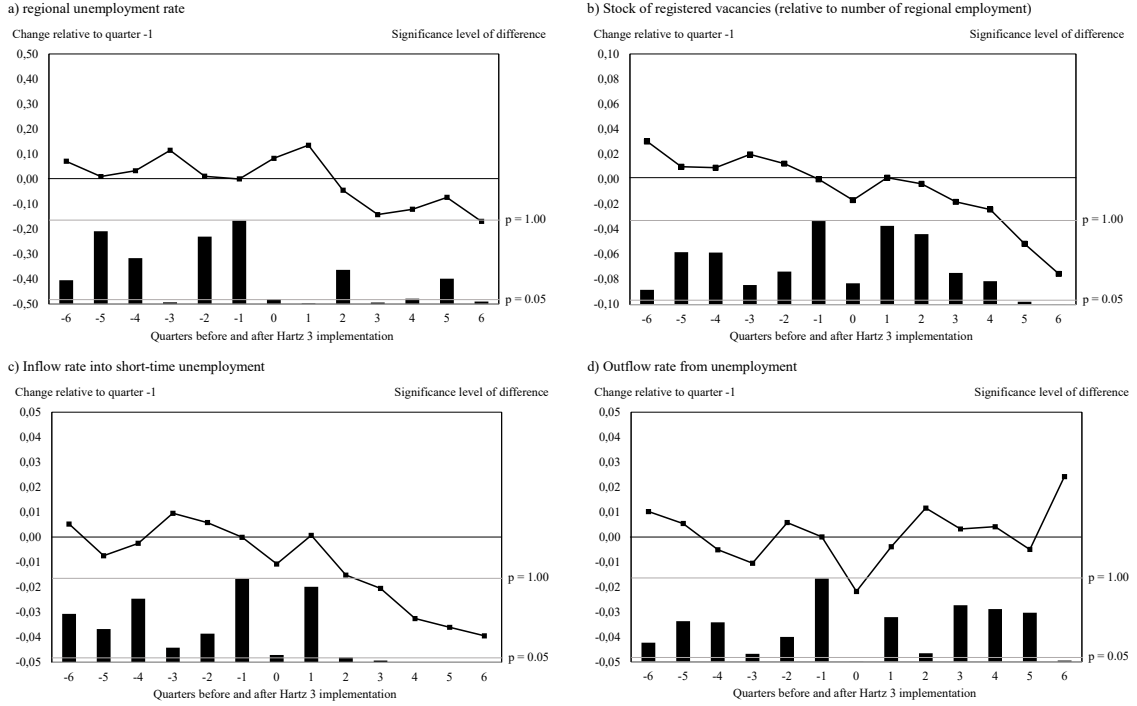 a) regional unemployment rate
Change relative to quarter -1 Significance level of difference
0,50
0,40
0,30
0,20
0,10
0,00
-0,10
-0,20
-0,30
-0,40
-0,50
p = 1.00
p = 0.05
-6 -5 -4 -3 -2 -1 0 1 2 3 4 5 6
Quarters before and after Hartz 3 implementation
b) Stock of registered vacancies (relative to number of regional employment)
Change relative to quarter -1 Significance level of difference
0,10
0,08
0,06
0,04
0,02
0,00
-0,02
-0,04
-0,06
-0,08
-0,10
p = 1.00
p = 0.05
-6 -5 -4 -3 -2 -1 0 1 2 3 4 5 6
Quarters before and after Hartz 3 implementation
c) Inflow rate into short-time unemployment
Change relative to quarter -1 Significance level of difference
0,05
0,04
0,03
0,02
0,01
0,00
-0,01
-0,02
-0,03
-0,04
-0,05
p = 1.00
p = 0.05
-6 -5 -4 -3 -2 -1 0 1 2 3 4 5 6
Quarters before and after Hartz 3 implementation
d) Outflow rate from unemployment
Change relative to quarter -1 Significance level of difference
0,05
0,04
0,03
0,02
0,01
0,00
-0,01
-0,02
-0,03
-0,04
-0,05
p = 1.00
p = 0.05
-6 -5 -4 -3 -2 -1 0 1 2 3 4 5 6
Quarters before and after Hartz 3 implementation